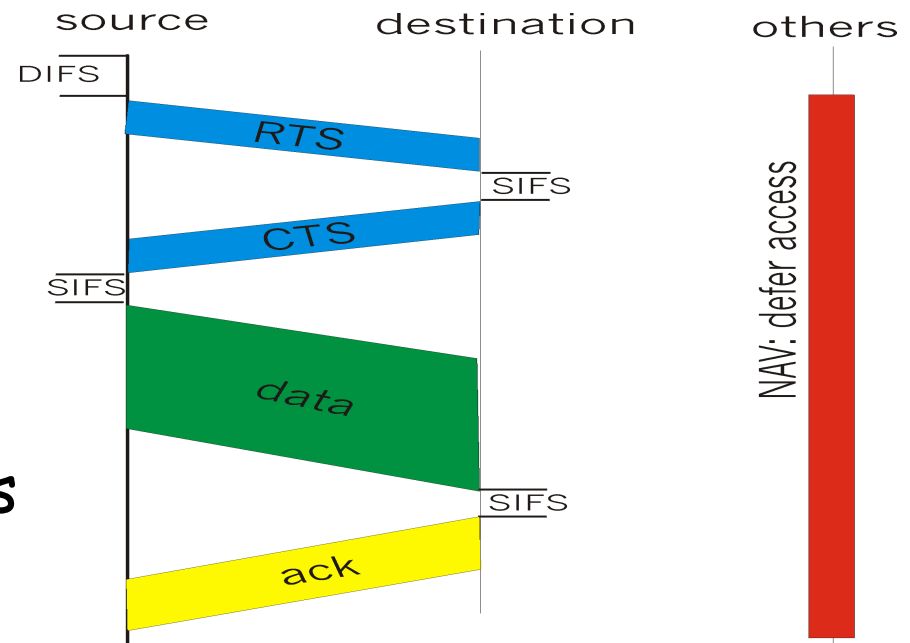 source
destination
others
DIFS
RTS
SIFS
CTS
SIFS
data
SIFS
ack
NAV: defer access
s